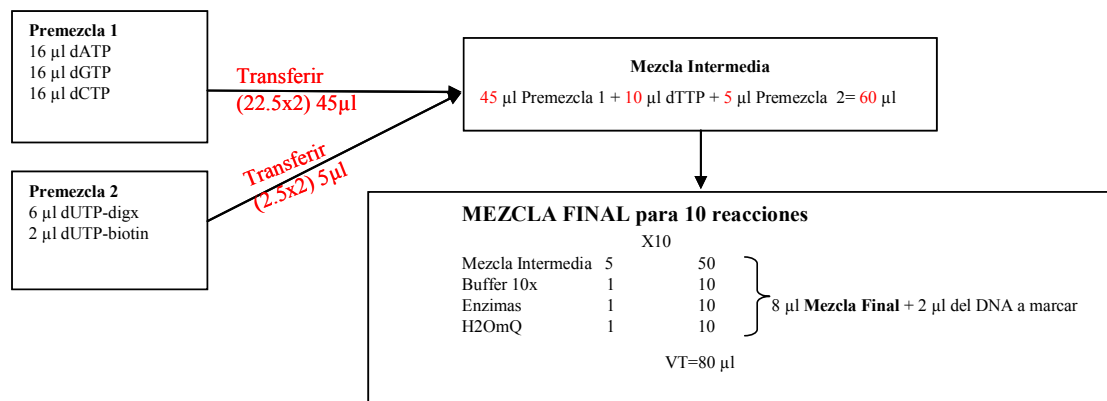 Premezcla 1
16 µl dATP
16 µl dGTP
16 µl dCTP
Transferir
(22.5x2) 45µl
Mezcla Intermedia
45 µl Premezcla 1 + 10 µl dTTP + 5 µl Premezcla 2= 60 µl
Premezcla 2
6 µl dUTP-digx
2 µl dUTP-biotin
Transferir
(2.5x2) 5µl
MEZCLA FINAL para 10 reacciones
X10
Mezcla Intermedia 5 50
Buffer 10x 1 10
Enzimas 1 10
H2OmQ 1 10
8 µl Mezcla Final + 2 µl del DNA a marcar
VT=80 µl